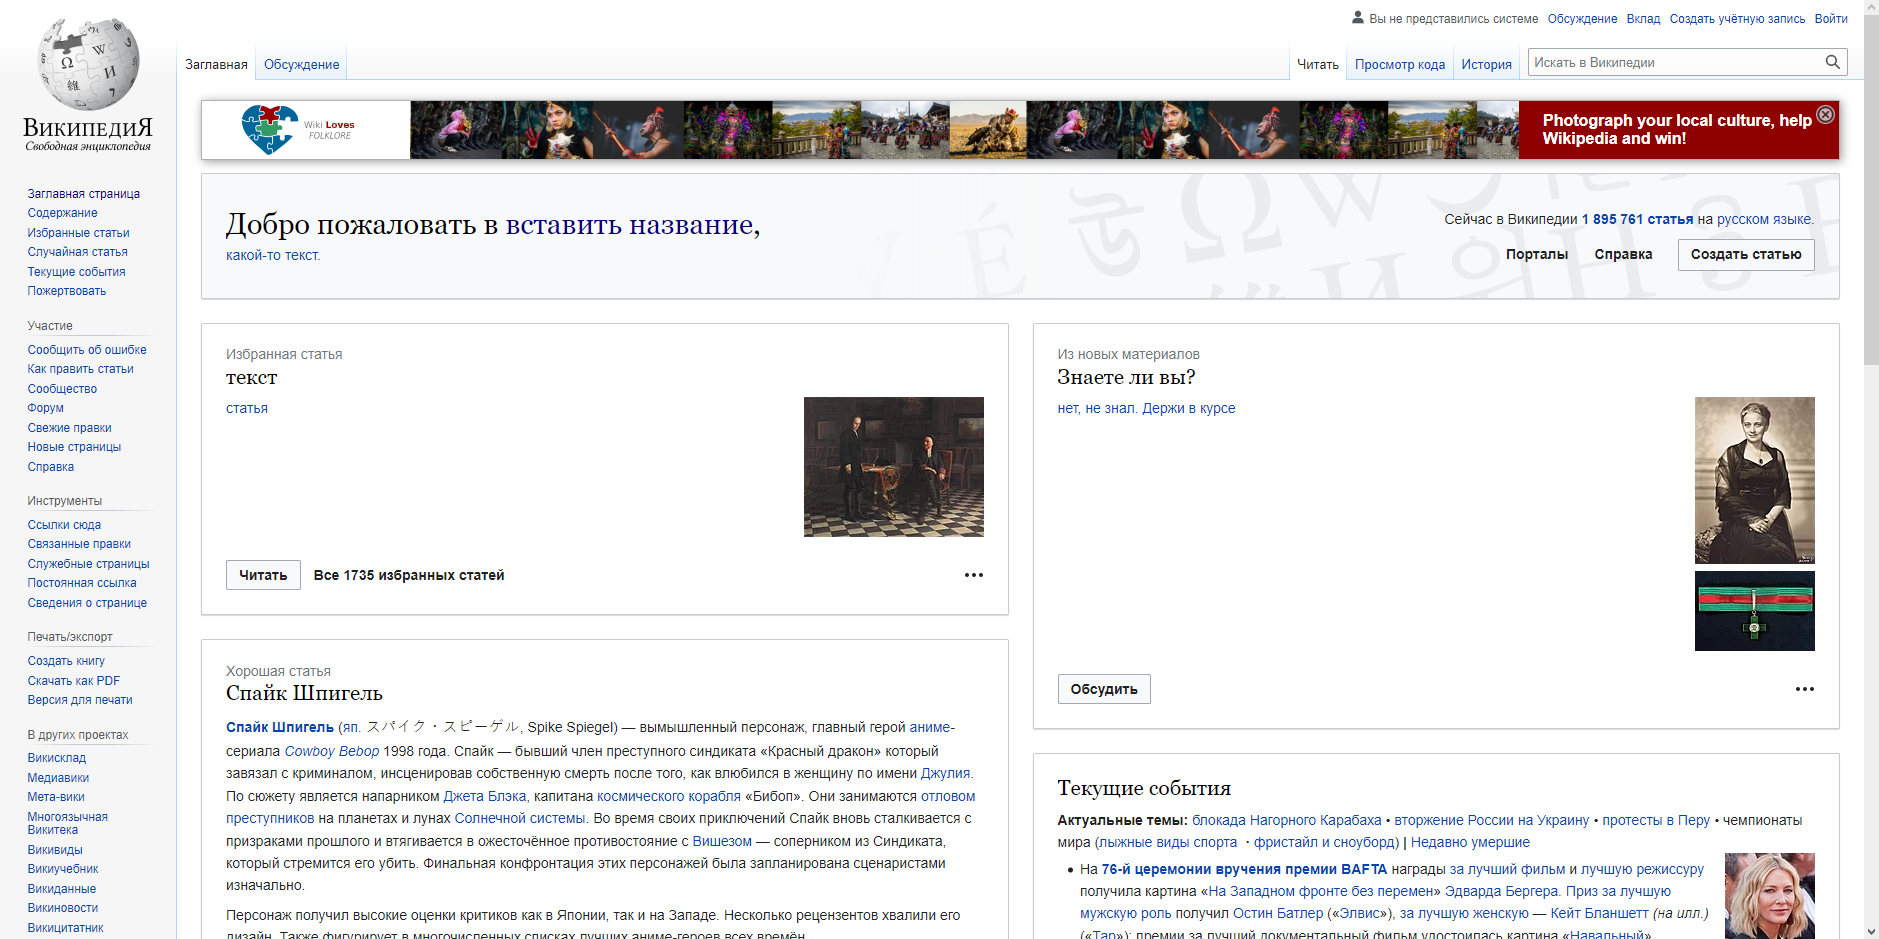 Вы не представились системе Обсуждение Вклад Создать учётную запись Войти
ВикипедиЯ
Свободная энциклопедия
Заглавная Обсуждение
Читать Просмотр кода История Искать в Википедии
Wiki Loves
FOLKLORE
Photograph your local culture, help
Wikipedia and win!
Заглавная страница
Содержание
Избранные статьи
Случайная статья
Текущие события
Пожертвовать
Участие
Сообщить об ошибке
Как править статьи
Сообщество
Форум
Свежие правки
Новые страницы
Справка
Инструменты
Ссылки сюда
Связанные правки
Служебные страницы
Постоянная ссылка
Сведения о странице
Печать/экспорт
Создать книгу
Скачать как PDF
Версия для печати
В других проектах
Викисклад
Медиавики
Мета-вики
Многоязычная
Викитека
Викивиды
Викиучебник
Викиданные
Викиновости
Викицитатник
Добро пожаловать в вставить название,
какой-то текст.
Сейчас в Википедии 1 895 761 статья на русском языке.
Порталы Справка Создать статью
Избранная статья
текст
статья
Читать Все 1735 избранных статей
Хорошая статья
Спайк Шпигель
Спайк Шпигель (яп. スパイク・スピーゲル, Spike Spiegel) — вымышленный персонаж, главный герой аниме-
сериала Cowboy Bebop 1998 года. Спайк — бывший член преступного синдиката «Красный дракон» который
завязал с криминалом, инсценировав собственную смерть после того, как влюбился в женщину по имени Джулия.
По сюжету является напарником Джета Блэка, капитана космического корабля «Бибоп». Они занимаются отловом
преступников на планетах и лунах Солнечной системы. Во время своих приключений Спайк вновь сталкивается с
призраками прошлого и втягивается в ожесточённое противостояние с Вишезом — соперником из Синдиката,
который стремится его убить. Финальная конфронтация этих персонажей была запланирована сценаристами
изначально.
Персонаж получил высокие оценки критиков как в Японии, так и на Западе. Несколько рецензентов хвалили его
дизайн. Также фигурирует в многочисленных списках лучших аниме-героев всех времён.
Из новых материалов
Знаете ли вы?
нет, не знал. Держи в курсе
Обсудить
Текущие события
Актуальные темы: блокада Нагорного Карабаха • вторжение России на Украину • протесты в Перу • чемпионаты
мира (лыжные виды спорта · фристайл и сноуборд) | Недавно умершие
• На 76-й церемонии вручения премии BAFTA награды за лучший фильм и лучшую режиссуру
получила картина «На Западном фронте без перемен» Эдварда Бергера. Приз за лучшую
мужскую роль получил Остин Батлер («Элвис»), за лучшую женскую — Кейт Бланшетт (на илл.)
(«Тар»); премии за лучший документальный фильм удостоилась картина «Навальный»